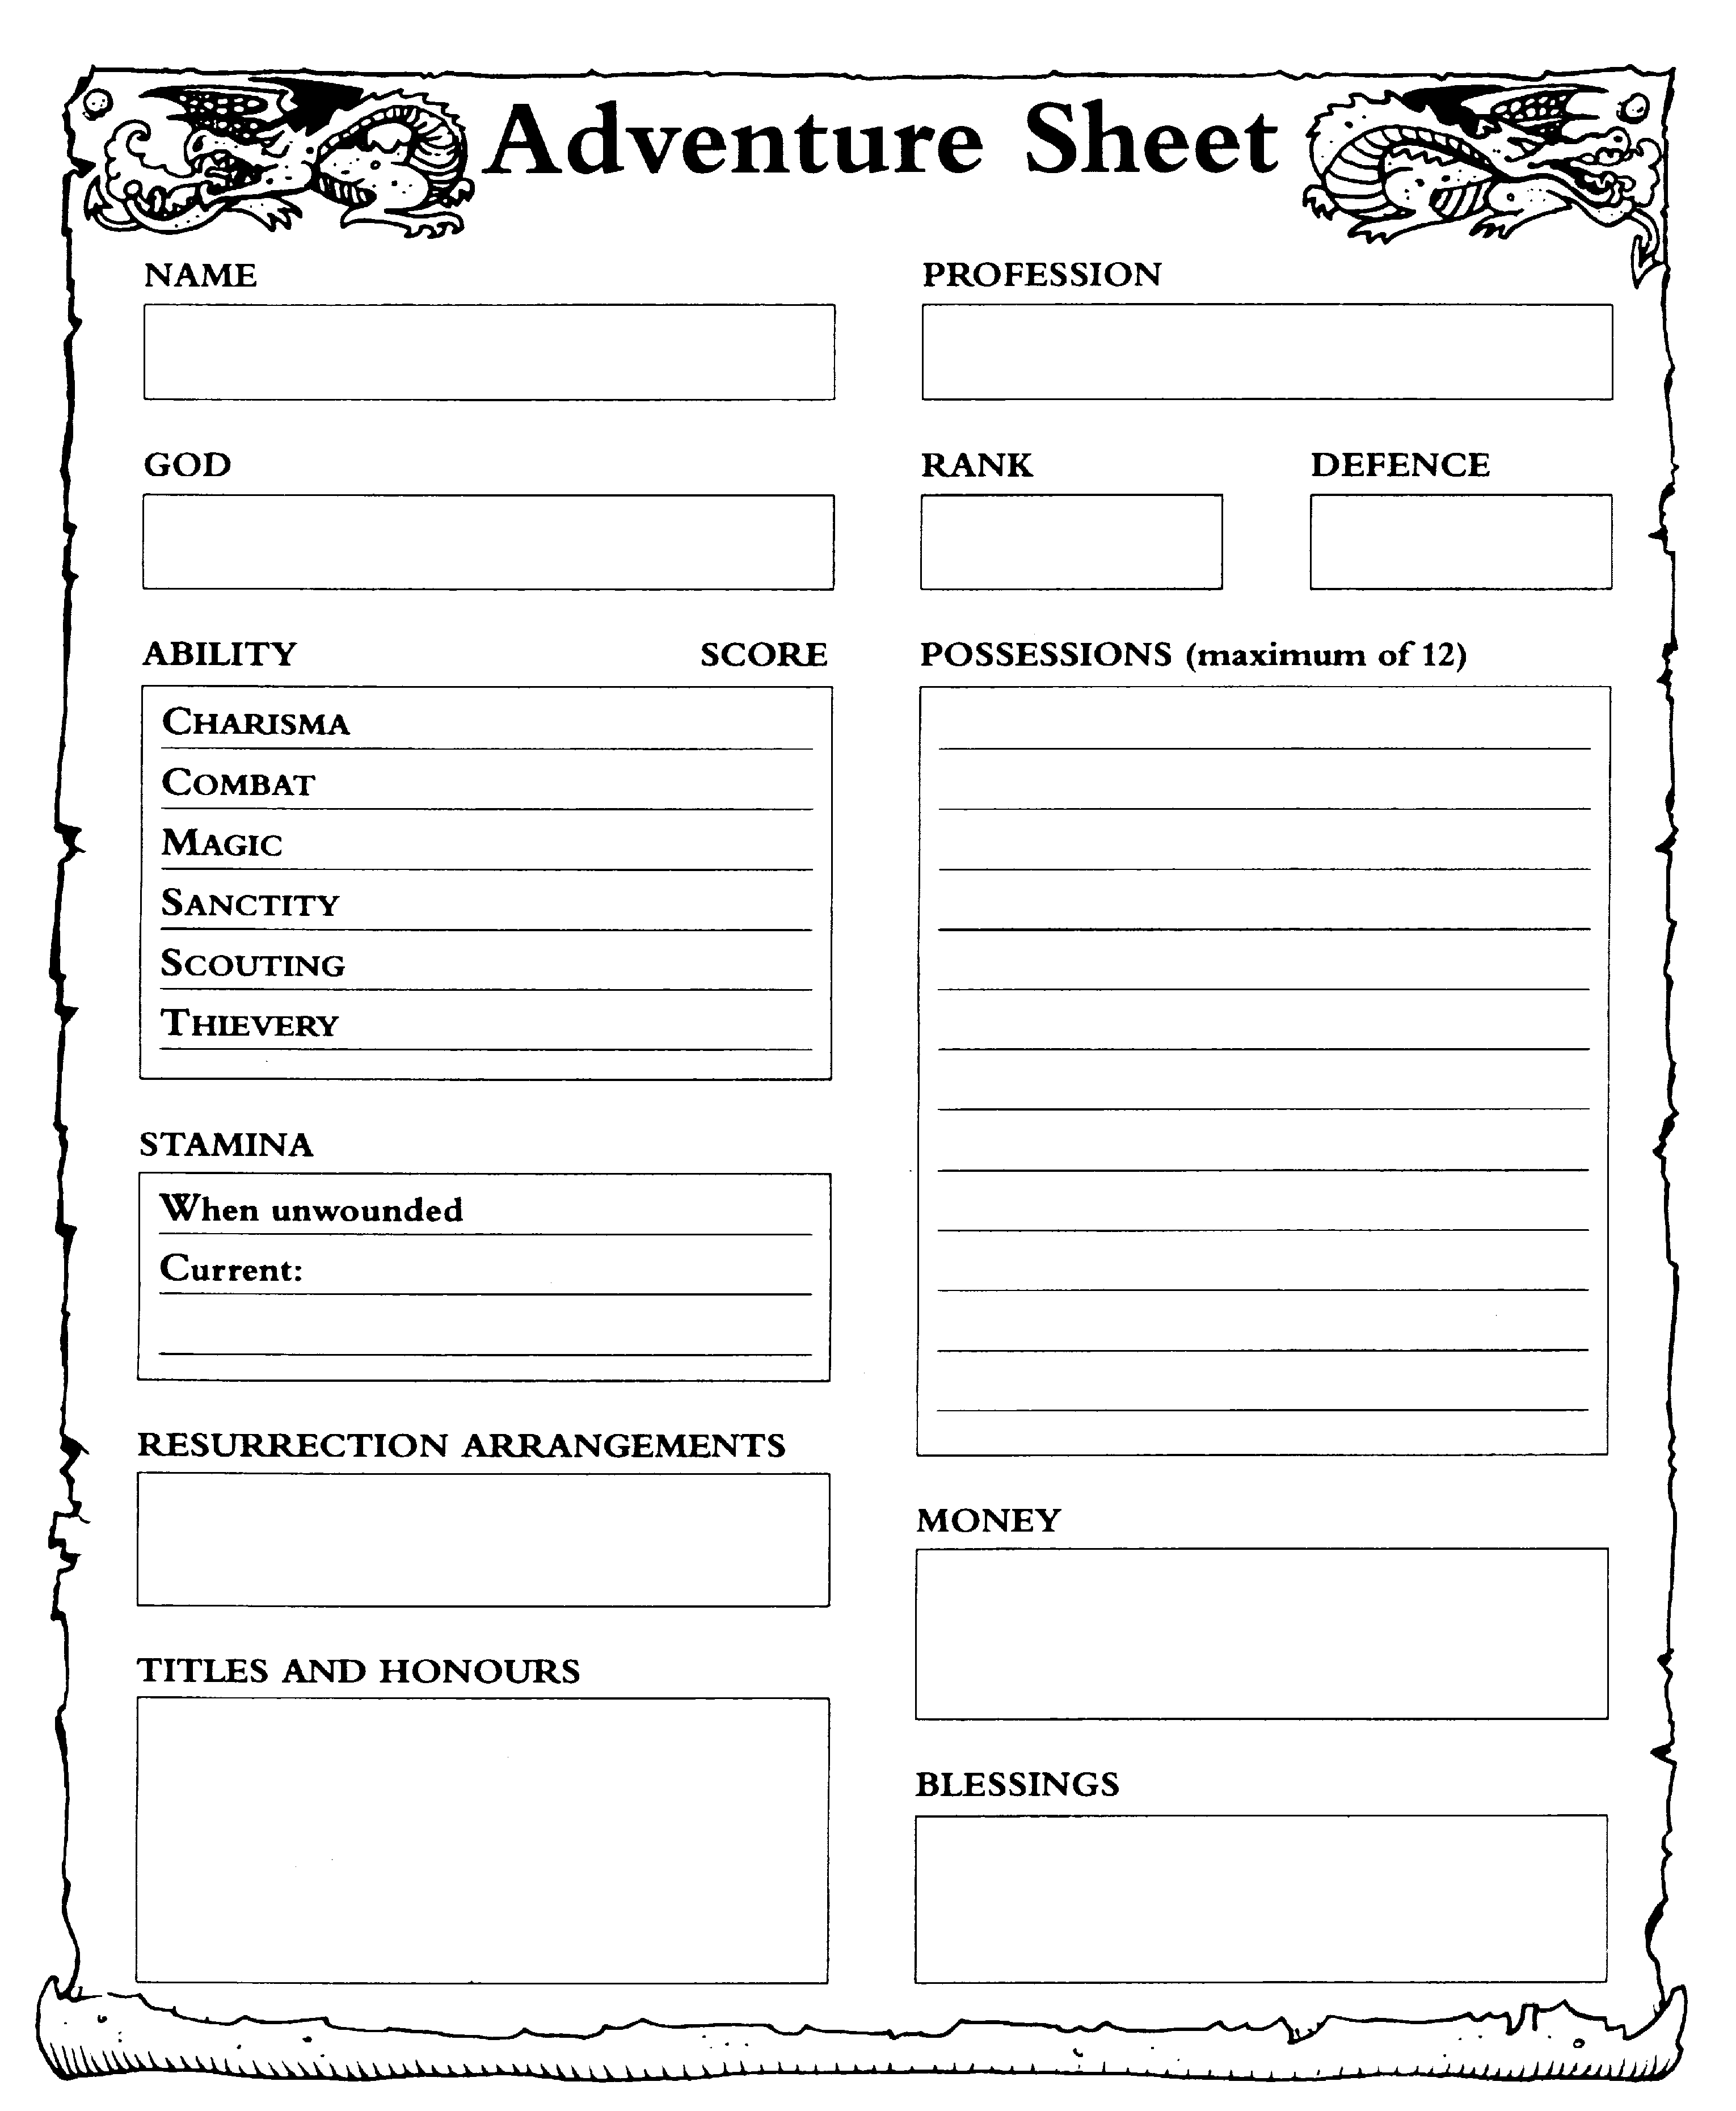 Adventure Sheet
NAME
PROFESSION
GOD
RANK
DEFENCE
ABILITY SCORE
CHARISMA
COMBAT
MAGIC
SANCTITY
SCOUTING
THIEVERY
STAMINA
When unwounded
Current:
RESURRECTION ARRANGEMENTS
TITLES AND HONOURS
POSSESSIONS (maximum of 12)
MONEY
BLESSINGS